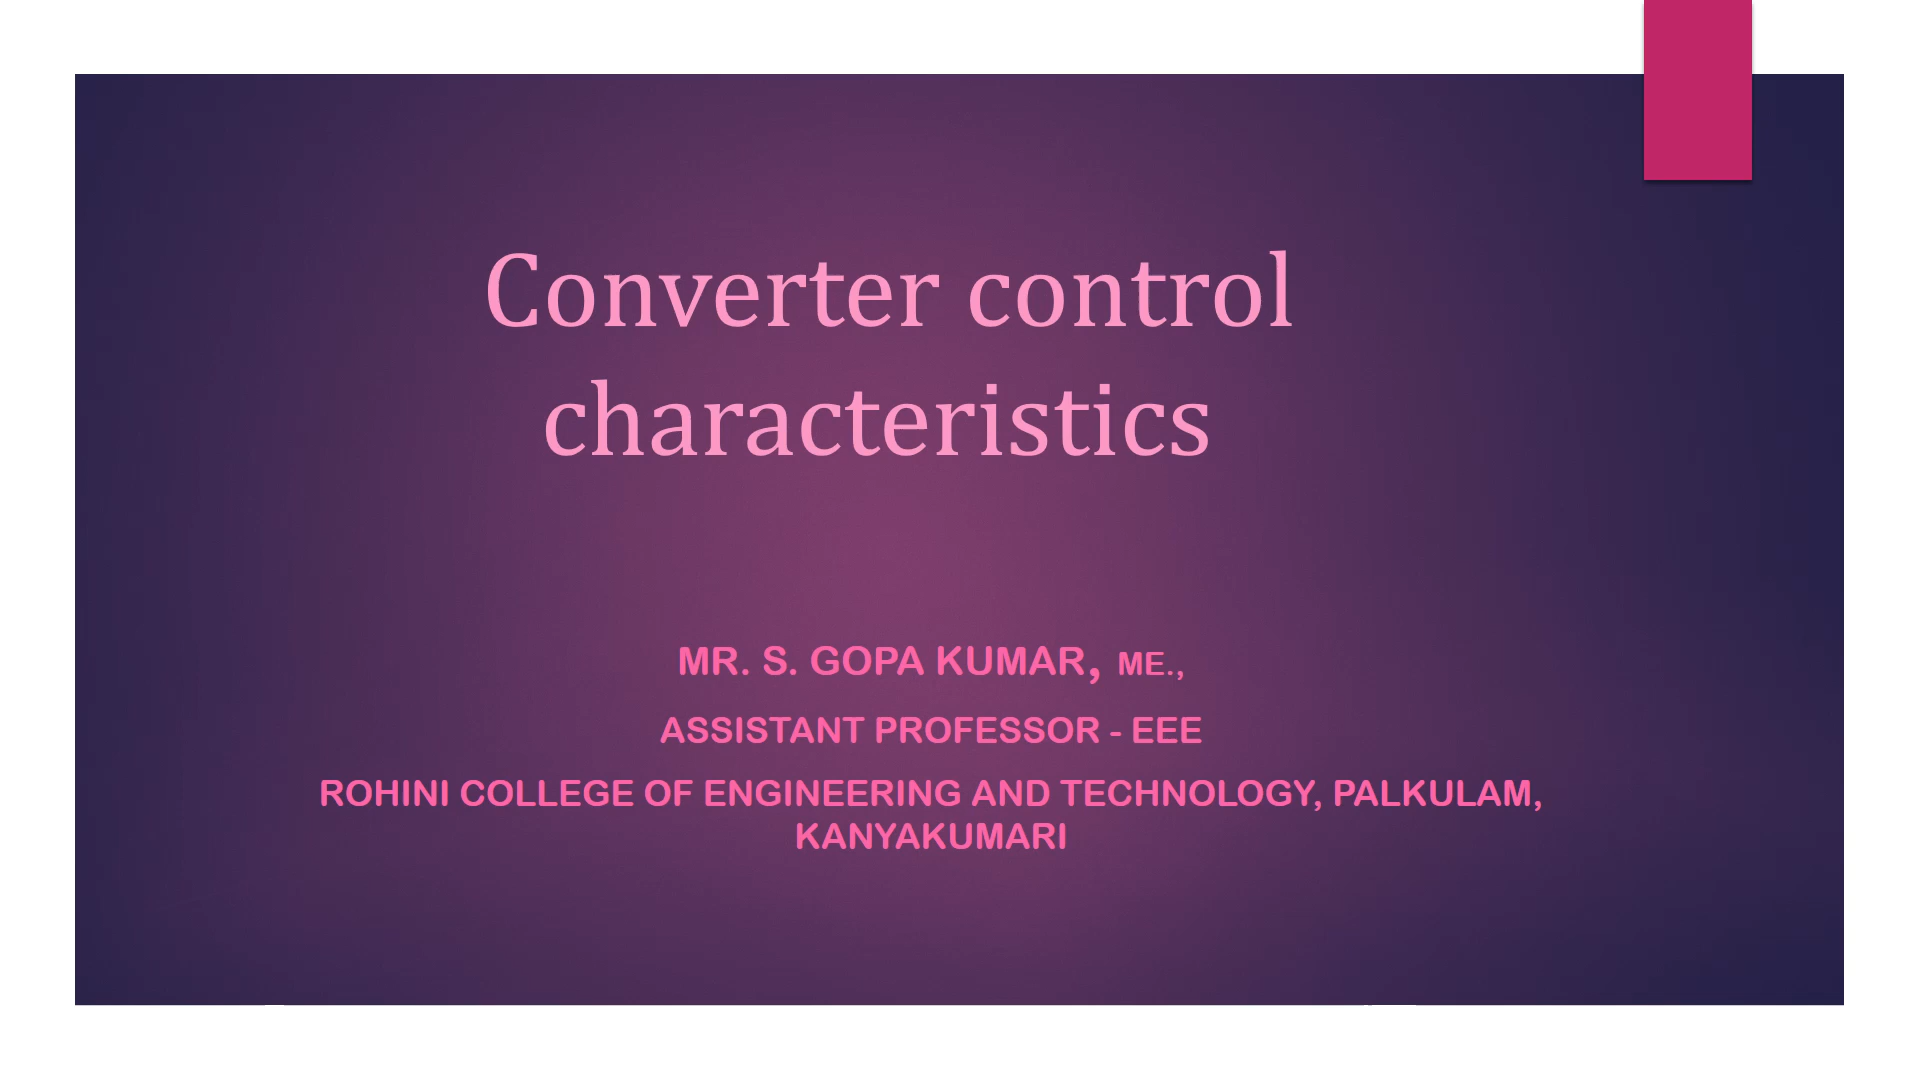 Converter control
characteristics
MR. S. GOPA KUMAR, ME.,
ASSISTANT PROFESSOR - EEE
ROHINI COLLEGE OF ENGINEERING AND TECHNOLOGY, PALKULAM,
KANYAKUMARI